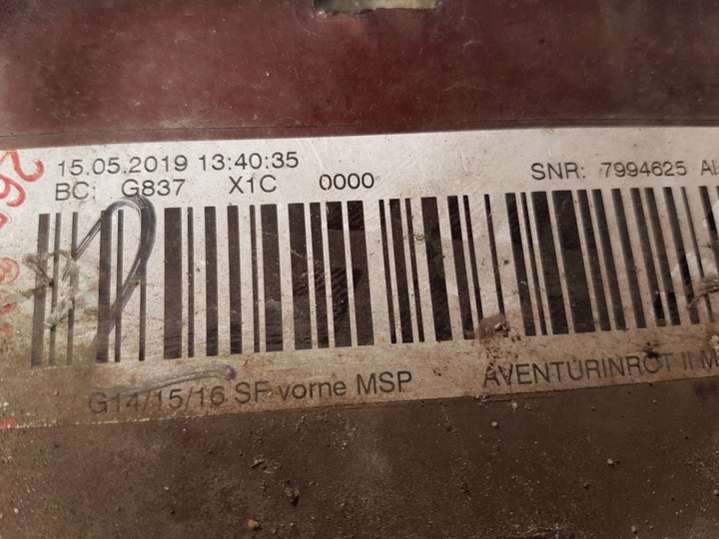 15.05.2019 13:40:35
BC: G837 X1C 0000
SNR: 7994625
G14/15/16 SF vorne MSP
AVENTURINROT II